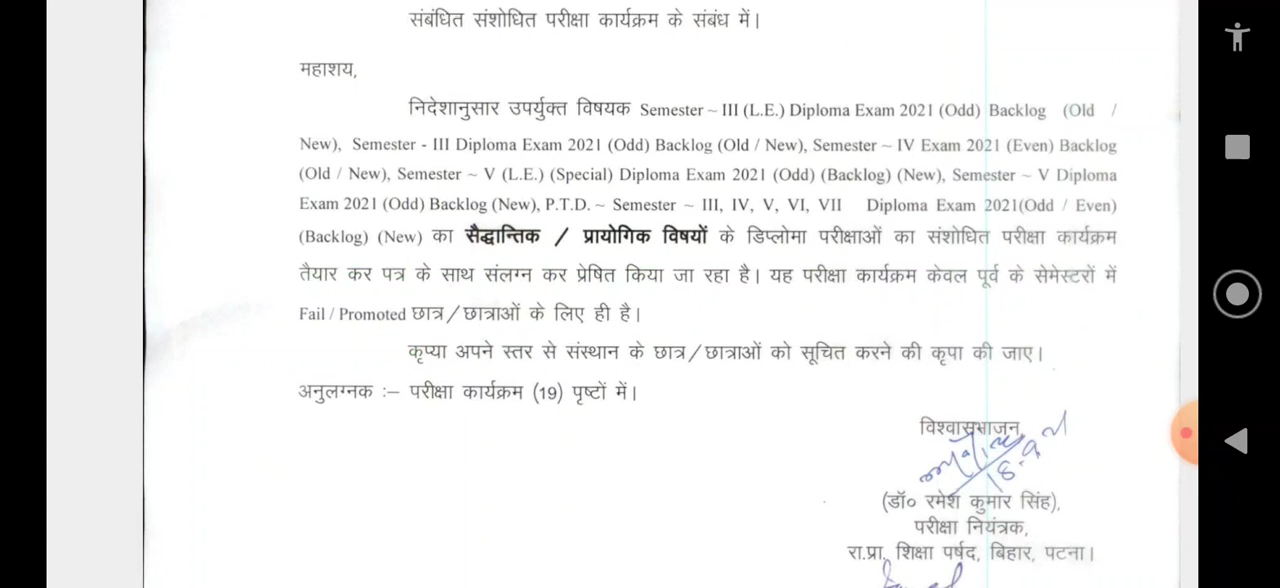 संबंधित संशोधित परीक्षा कार्यक्रम के संबंध में।
महाशय,
निदेशानुसार उपर्युक्त विषयक Semester ~ III (L.E.) Diploma Exam 2021 (Odd) Backlog (Old /
New), Semester - III Diploma Exam 2021 (Odd) Backlog (Old / New), Semester ~ IV Exam 2021 (Even) Backlog
(Old / New), Semester ~ V (L.E.) (Special) Diploma Exam 2021 (Odd) (Backlog) (New), Semester ~ V Diploma
Exam 2021 (Odd) Backlog (New), P.T.D. ~ Semester ~ III, IV, V, VI, VII Diploma Exam 2021(Odd / Even)
(Backlog) (New) का सैद्धान्तिक / प्रायोगिक विषयों के डिप्लोमा परीक्षाओं का संशोधित परीक्षा कार्यक्रम
तैयार कर पत्र के साथ संलग्न कर प्रेषित किया जा रहा है। यह परीक्षा कार्यक्रम केवल पूर्व के सेमेस्टरों में
Fail / Promoted छात्र/छात्राओं के लिए ही है।
कृप्या अपने स्तर से संस्थान के छात्र/छात्राओं को सूचित करने की कृपा की जाए।
अनुलग्नक :– परीक्षा कार्यक्रम (19) पृष्टों में।
विश्वासभाजन,
(डॉ० रमेश कुमार सिंह),
परीक्षा नियंत्रक,
रा.प्रा. शिक्षा पर्षद, बिहार, पटना।